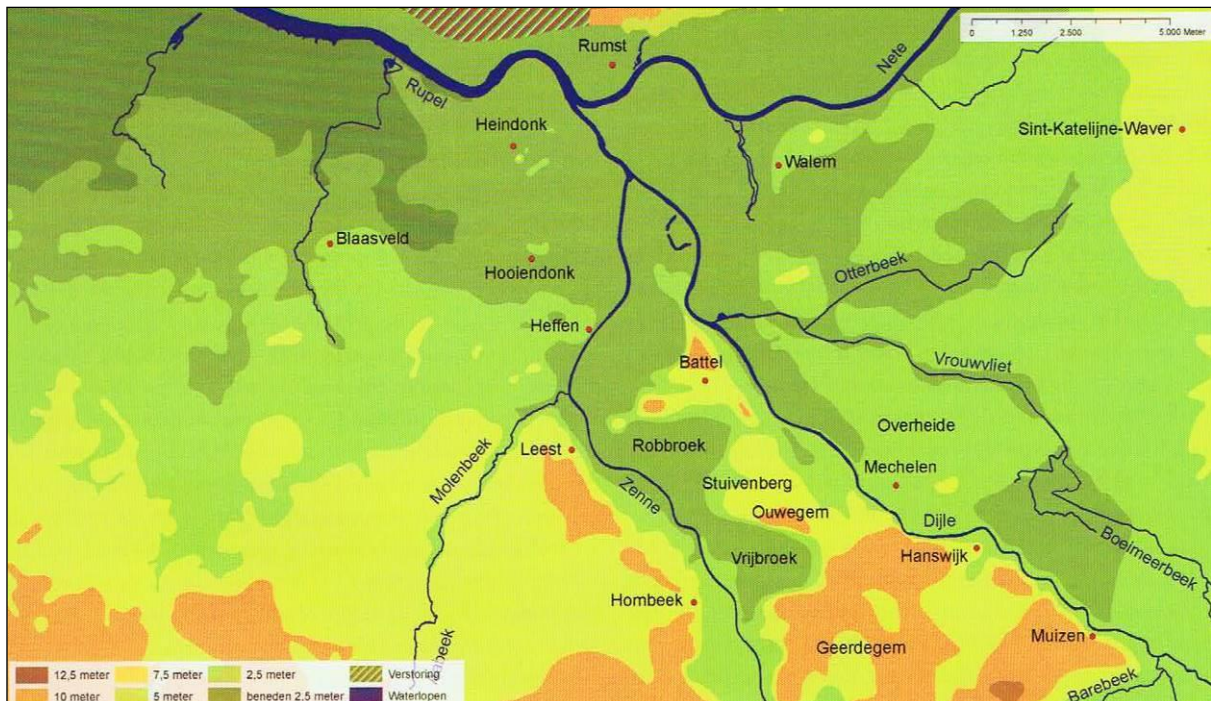 0 1.250 2.500 5.000 Meter
Rumst
Nete
Rupel
Heindonk
Sint-Katelijne-Waver
Walem
Blaasveld
Hooiendonk
Otterbeek
Heffen
Battel
Vrouwvliet
Overheide
Robbroek
Leest
Molenbeek
Zenne
Stuivenberg
Mechelen
Ouwegem
Dijle
Vrijbroek
Hanswijk
Boeimeerbeek
Hombeek
Geerdegem
Muizen
Barebeek
12,5 meter
7,5 meter
2,5 meter
Verstoring
10 meter
5 meter
beneden 2,5 meter
Waterlopen